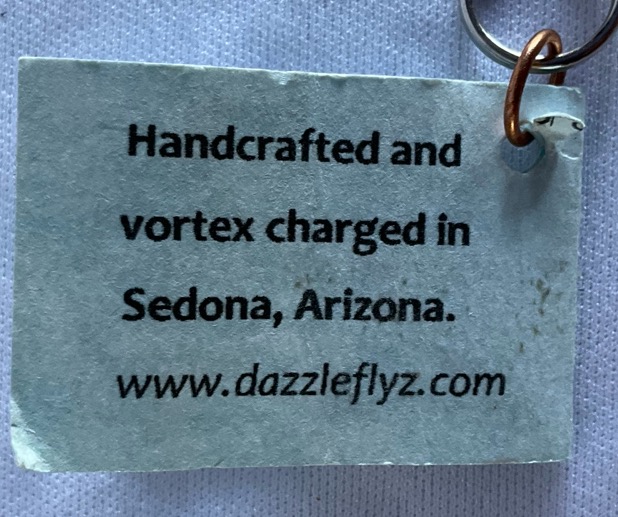 Handcrafted and
vortex charged in
Sedona, Arizona.
www.dazzleflyz.com